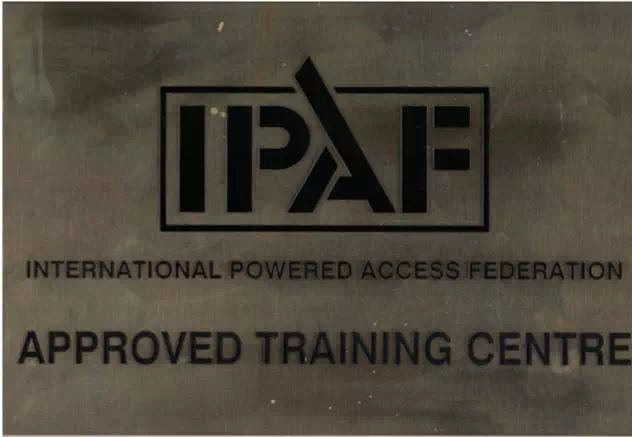 IPAF
INTERNATIONAL POWERED ACCESS FEDERATION
APPROVED TRAINING CENTRE